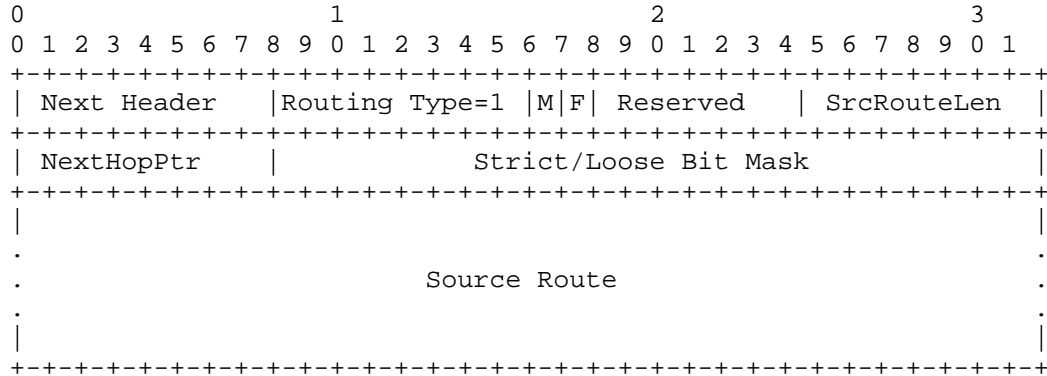 0                   1                   2                   3
0 1 2 3 4 5 6 7 8 9 0 1 2 3 4 5 6 7 8 9 0 1 2 3 4 5 6 7 8 9 0 1
+-+-+-+-+-+-+-+-+-+-+-+-+-+-+-+-+-+-+-+-+-+-+-+-+-+-+-+-+-+-+-+-+
| Next Header   |Routing Type=1 |M|F| Reserved   | SrcRouteLen  |
+-+-+-+-+-+-+-+-+-+-+-+-+-+-+-+-+-+-+-+-+-+-+-+-+-+-+-+-+-+-+-+-+
| NextHopPtr    |            Strict/Loose Bit Mask              |
+-+-+-+-+-+-+-+-+-+-+-+-+-+-+-+-+-+-+-+-+-+-+-+-+-+-+-+-+-+-+-+-+
|                                                               |
.                                                               .
.                         Source Route                          .
.                                                               .
|                                                               |
+-+-+-+-+-+-+-+-+-+-+-+-+-+-+-+-+-+-+-+-+-+-+-+-+-+-+-+-+-+-+-+-+